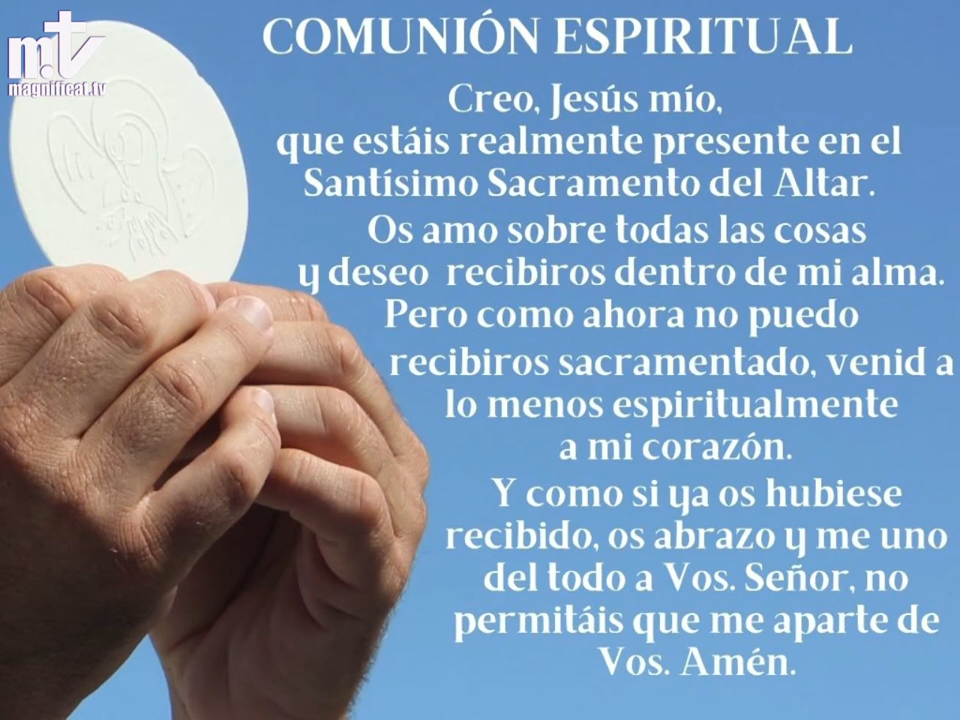 mtv
magnificat.tv
COMUNIÓN ESPIRITUAL
Creo, Jesús mío,
que estáis realmente presente en el
Santísimo Sacramento del Altar.
Os amo sobre todas las cosas
y deseo recibiros dentro de mi alma.
Pero como ahora no puedo
recibiros sacramentado, venid a
lo menos espiritualmente
a mi corazón.
Y como si ya os hubiese
recibido, os abrazo y me uno
del todo a Vos. Señor, no
permitáis que me aparte de
Vos. Amén.